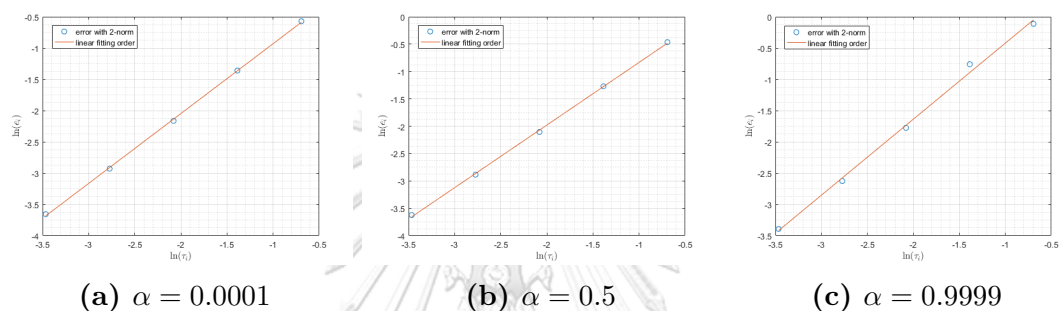 error with 2-norm
linear fitting order
-0.5
-1
-1.5
-2
-2.5
-3
-3.5
-4
ln(ϵᵢ)
-3.5 -3 -2.5 -2 -1.5 -1 -0.5
ln(τᵢ)
(a) α = 0.0001
error with 2-norm
linear fitting order
0
-0.5
-1
-1.5
-2
-2.5
-3
-3.5
-4
ln(ϵᵢ)
-3.5 -3 -2.5 -2 -1.5 -1 -0.5
ln(τᵢ)
(b) α = 0.5
error with 2-norm
linear fitting order
0
-0.5
-1
-1.5
-2
-2.5
-3
-3.5
ln(ϵᵢ)
-3.5 -3 -2.5 -2 -1.5 -1 -0.5
ln(τᵢ)
(c) α = 0.9999